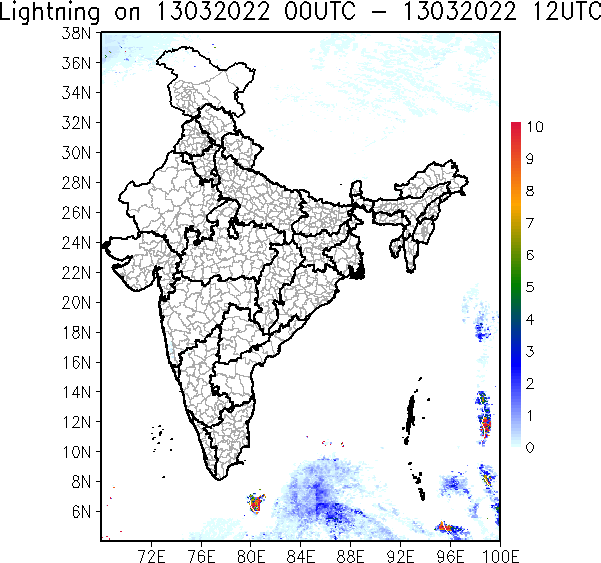 Lightning on 13032022 00UTC – 13032022 12UTC
38N
36N
34N
32N
30N
28N
26N
24N
22N
20N
18N
16N
14N
12N
10N
8N
6N
72E 76E 80E 84E 88E 92E 96E 100E
10
9
8
7
6
5
4
3
2
1
0